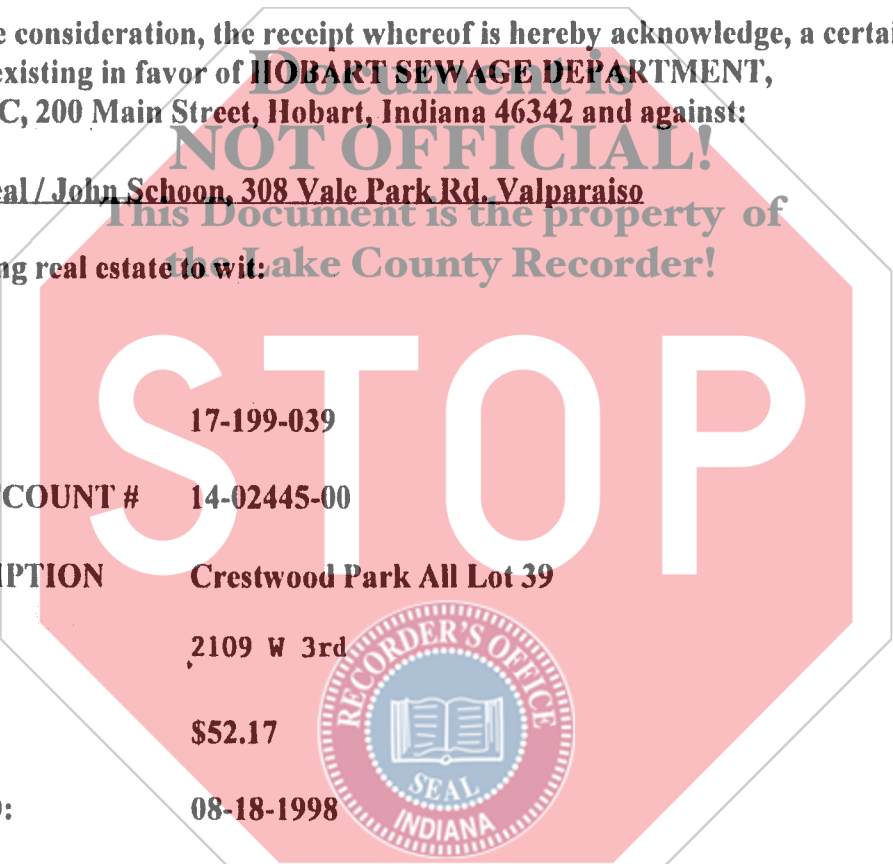 e consideration, the receipt whereof is hereby acknowledge, a certai
Document is
existing in favor of HOBART SEWAGE DEPARTMENT,
C, 200 Main Street, Hobart, Indiana 46342 and against:
NOT OFFICIAL!
eal / John Schoon, 308 Vale Park Rd. Valparaiso
This Document is the property of
the Lake County Recorder!
ng real estate to wit:
STOP
17-199-039
COUNT # 14-02445-00
IPTION Crestwood Park All Lot 39
2109 W 3rd
$52.17
: 08-18-1998
RECORDER'S OFFICE
SEAL
INDIANA